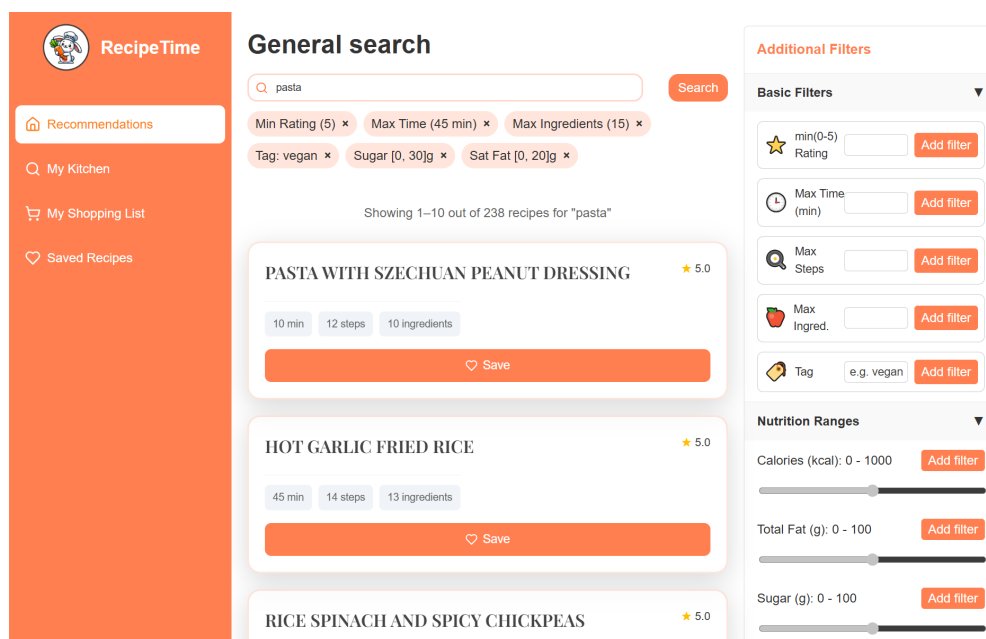 RecipeTime
Recommendations
My Kitchen
My Shopping List
Saved Recipes
General search
pasta
Search
Min Rating (5) ×
Max Time (45 min) ×
Max Ingredients (15) ×
Tag: vegan ×
Sugar [0, 30]g ×
Sat Fat [0, 20]g ×
Showing 1–10 out of 238 recipes for "pasta"
PASTA WITH SZECHUAN PEANUT DRESSING
★ 5.0
10 min
12 steps
10 ingredients
Save
HOT GARLIC FRIED RICE
★ 5.0
45 min
14 steps
13 ingredients
Save
RICE SPINACH AND SPICY CHICKPEAS
★ 5.0
Additional Filters
Basic Filters ▼
min(0-5)
Rating
Add filter
Max Time
(min)
Add filter
Max
Steps
Add filter
Max
Ingred.
Add filter
Tag
e.g. vegan
Add filter
Nutrition Ranges ▼
Calories (kcal): 0 - 1000
Add filter
Total Fat (g): 0 - 100
Add filter
Sugar (g): 0 - 100
Add filter